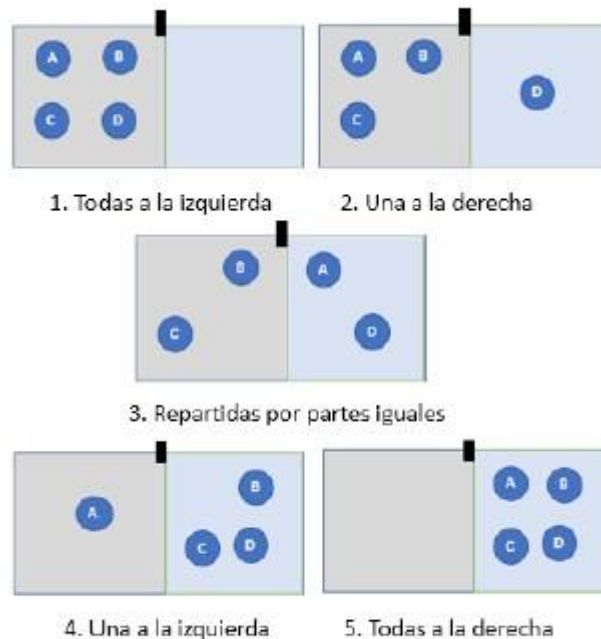 A B A B
D
C D C
1. Todas a la izquierda 2. Una a la derecha
B A
C D
3. Repartidas por partes iguales
A B A B
C D C D
4. Una a la izquierda 5. Todas a la derecha